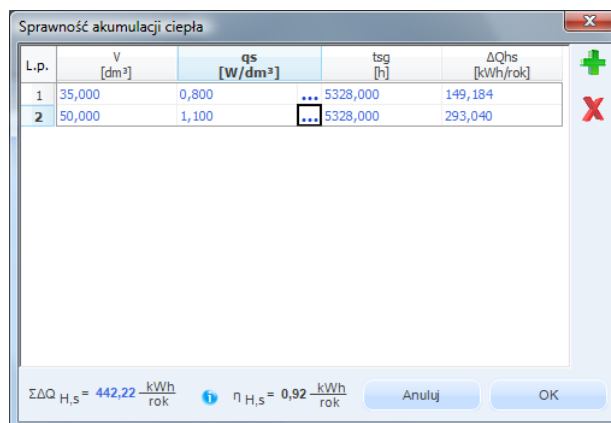 Sprawność akumulacji ciepła
L.p. V [dm³] qs [W/dm³] tsg [h] ΔQhs [kWh/rok]
1 35,000 0,800 ... 5328,000 149,184
2 50,000 1,100 ... 5328,000 293,040
ΣΔQ H,s = 442,22 kWh/rok η H,s = 0,92 kWh/rok Anuluj OK